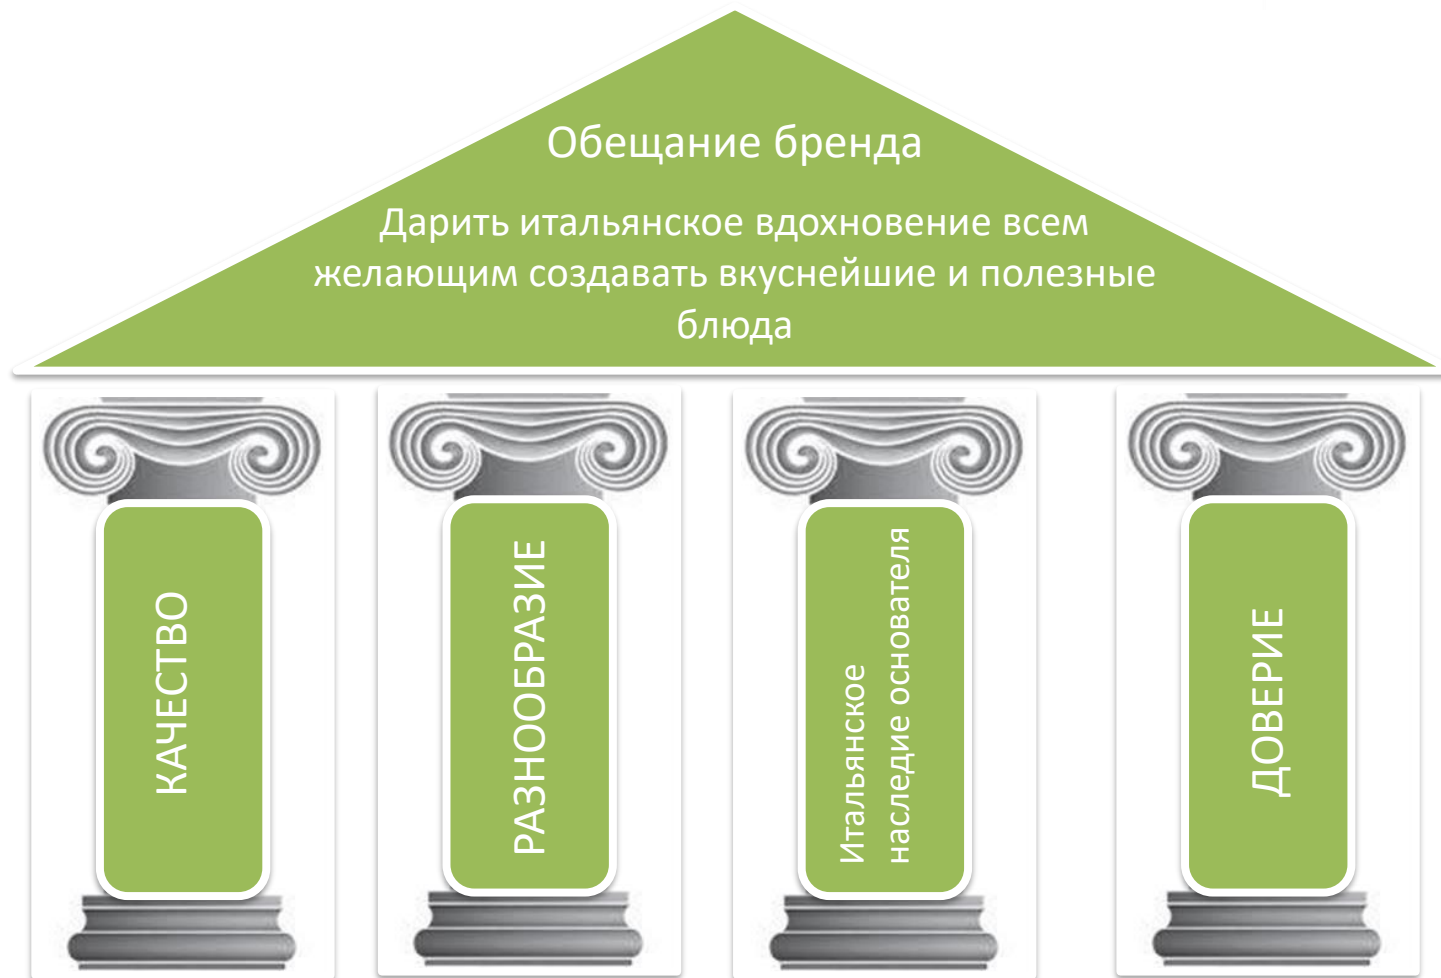 Обещание бренда
Дарить итальянское вдохновение всем
желающим создавать вкуснейшие и полезные
блюда
КАЧЕСТВО
РАЗНООБРАЗИЕ
Итальянское
наследие основателя
ДОВЕРИЕ